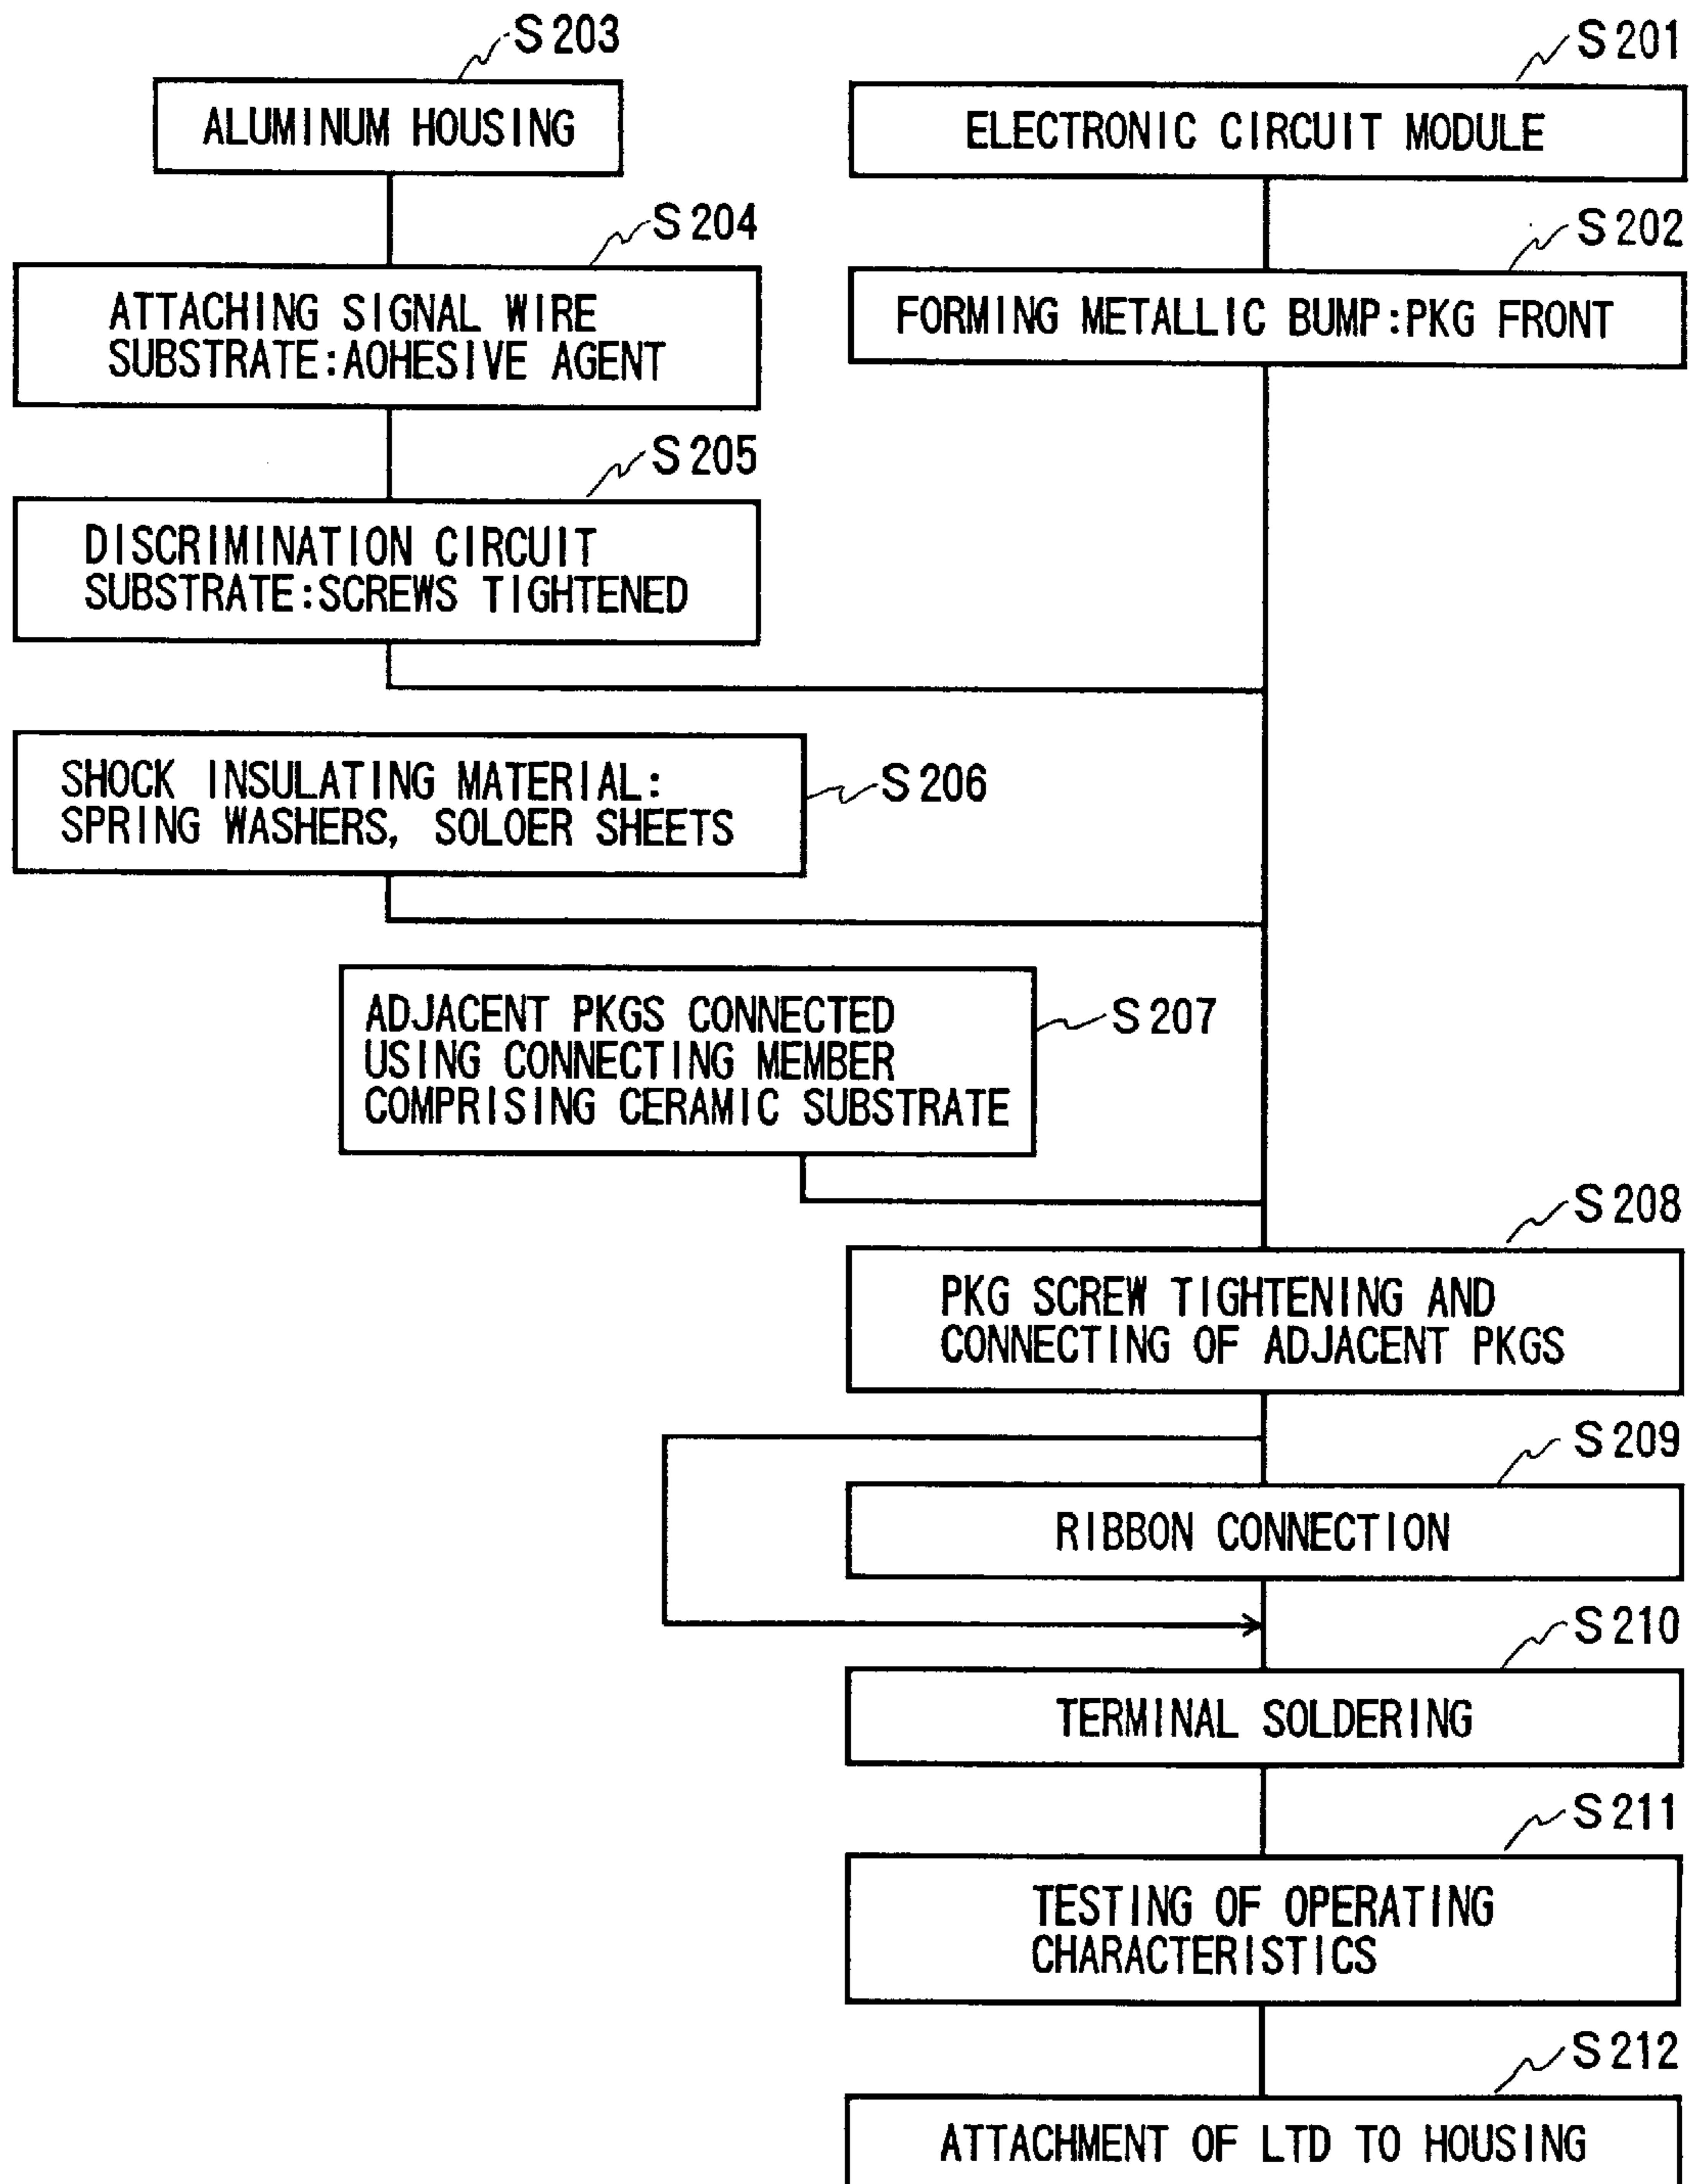 S203
ALUMINUM HOUSING
S201
ELECTRONIC CIRCUIT MODULE
S204
ATTACHING SIGNAL WIRE
SUBSTRATE:AOHESIVE AGENT
S202
FORMING METALLIC BUMP:PKG FRONT
S205
DISCRIMINATION CIRCUIT
SUBSTRATE:SCREWS TIGHTENED
SHOCK INSULATING MATERIAL:
SPRING WASHERS, SOLOER SHEETS
S206
ADJACENT PKGS CONNECTED
USING CONNECTING MEMBER
COMPRISING CERAMIC SUBSTRATE
S207
S208
PKG SCREW TIGHTENING AND
CONNECTING OF ADJACENT PKGS
S209
RIBBON CONNECTION
S210
TERMINAL SOLDERING
S211
TESTING OF OPERATING
CHARACTERISTICS
S212
ATTACHMENT OF LTD TO HOUSING